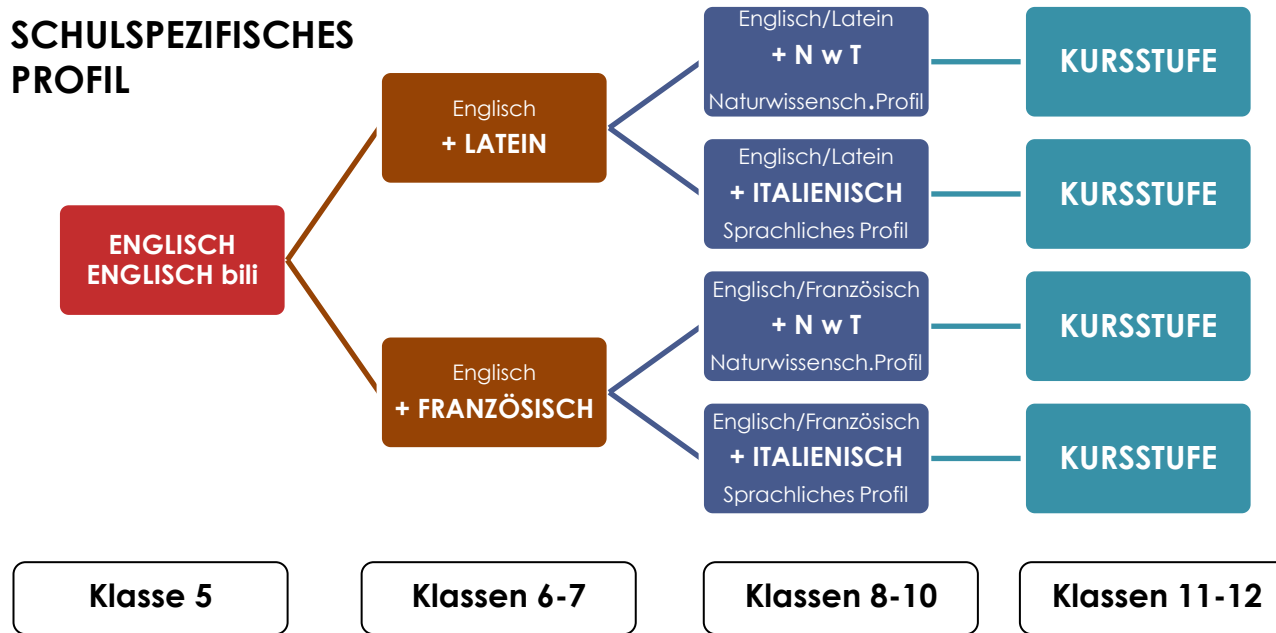 SCHULSPEZIFISCHES
PROFIL
ENGLISCH
ENGLISCH bili
Englisch
+ LATEIN
Englisch
+ FRANZÖSISCH
Englisch/Latein
+ N w T
Naturwissensch.Profil
Englisch/Latein
+ ITALIENISCH
Sprachliches Profil
Englisch/Französisch
+ N w T
Naturwissensch.Profil
Englisch/Französisch
+ ITALIENISCH
Sprachliches Profil
KURSSTUFE
KURSSTUFE
KURSSTUFE
KURSSTUFE
Klasse 5
Klassen 6-7
Klassen 8-10
Klassen 11-12